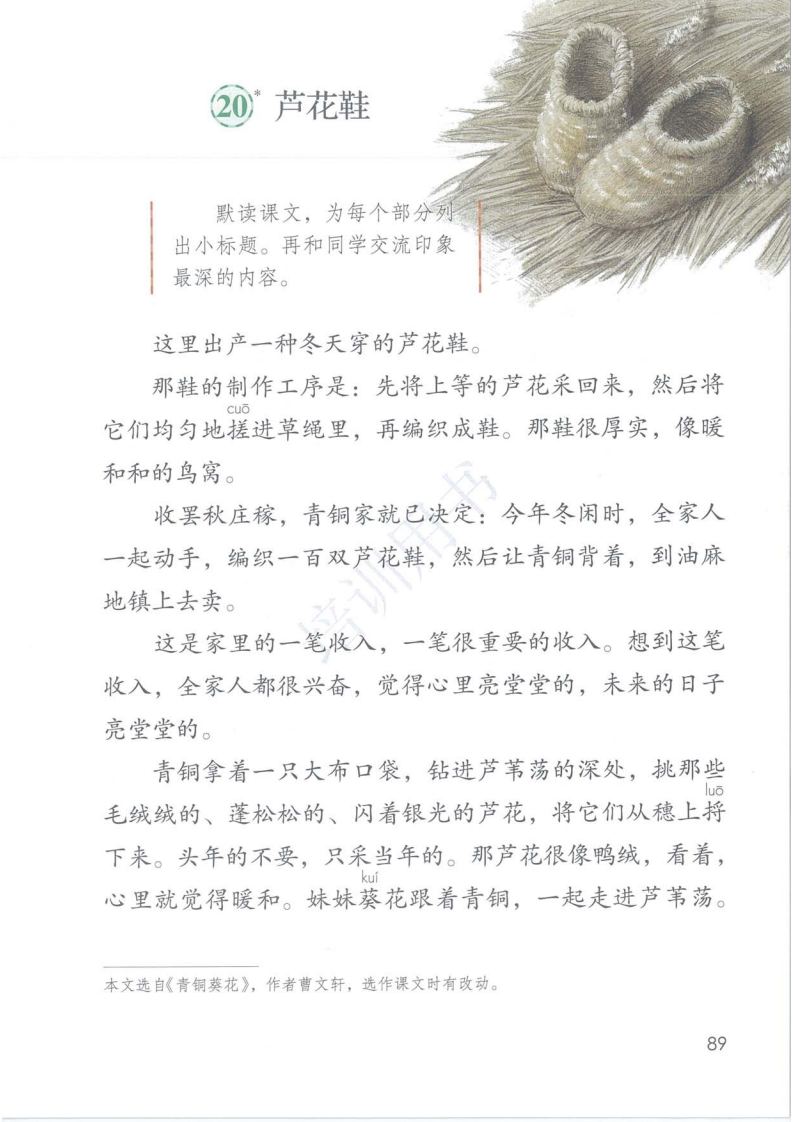 20* 芦花鞋
默读课文，为每个部分列
出小标题。再和同学交流印象
最深的内容。
这里出产一种冬天穿的芦花鞋。
那鞋的制作工序是：先将上等的芦花采回来，然后将
cuō
它们均匀地搓进草绳里，再编织成鞋。那鞋很厚实，像暖
和和的鸟窝。
收罢秋庄稼，青铜家就已决定：今年冬闲时，全家人
一起动手，编织一百双芦花鞋，然后让青铜背着，到油麻
地镇上去卖。
这是家里的一笔收入，一笔很重要的收入。想到这笔
收入，全家人都很兴奋，觉得心里亮堂堂的，未来的日子
亮堂堂的。
青铜拿着一只大布口袋，钻进芦苇荡的深处，挑那些
luō
毛绒绒的、蓬松松的、闪着银光的芦花，将它们从穗上捋
下来。头年的不要，只采当年的。那芦花很像鸭绒，看着，
kuí
心里就觉得暖和。妹妹葵花跟着青铜，一起走进芦苇荡。
本文选自《青铜葵花》，作者曹文轩，选作课文时有改动。
89
培训用书